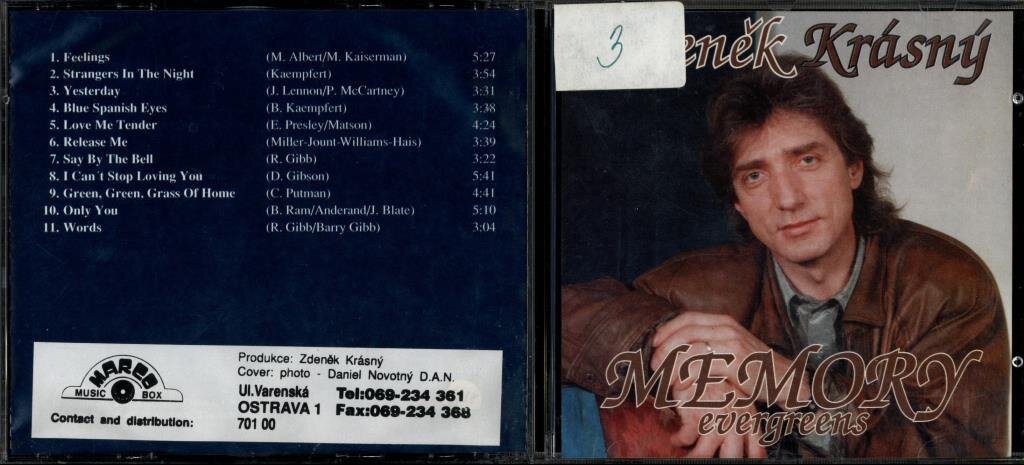 1. Feelings (M. Albert/M. Kaiserman) 5:27
2. Strangers In The Night (Kaempfert) 3:54
3. Yesterday (J. Lennon/P. McCartney) 3:31
4. Blue Spanish Eyes (B. Kaempfert) 3:38
5. Love Me Tender (E. Presley/Matson) 4:24
6. Release Me (Miller-Jount-Williams-Hais) 3:39
7. Say By The Bell (R. Gibb) 3:22
8. I Can´t Stop Loving You (D. Gibson) 5:41
9. Green, Green, Grass Of Home (C. Putman) 4:41
10. Only You (B. Ram/Anderand/J. Blate) 5:10
11. Words (R. Gibb/Barry Gibb) 3:04
MARCO
MUSIC BOX
Contact and distribution:
Produkce: Zdeněk Krásný
Cover: photo - Daniel Novotný D.A.N.
Ul.Varenská Tel:069-234 361
OSTRAVA 1 Fax:069-234 368
701 00
3
eněk Krásný
MEMORY
evergreens